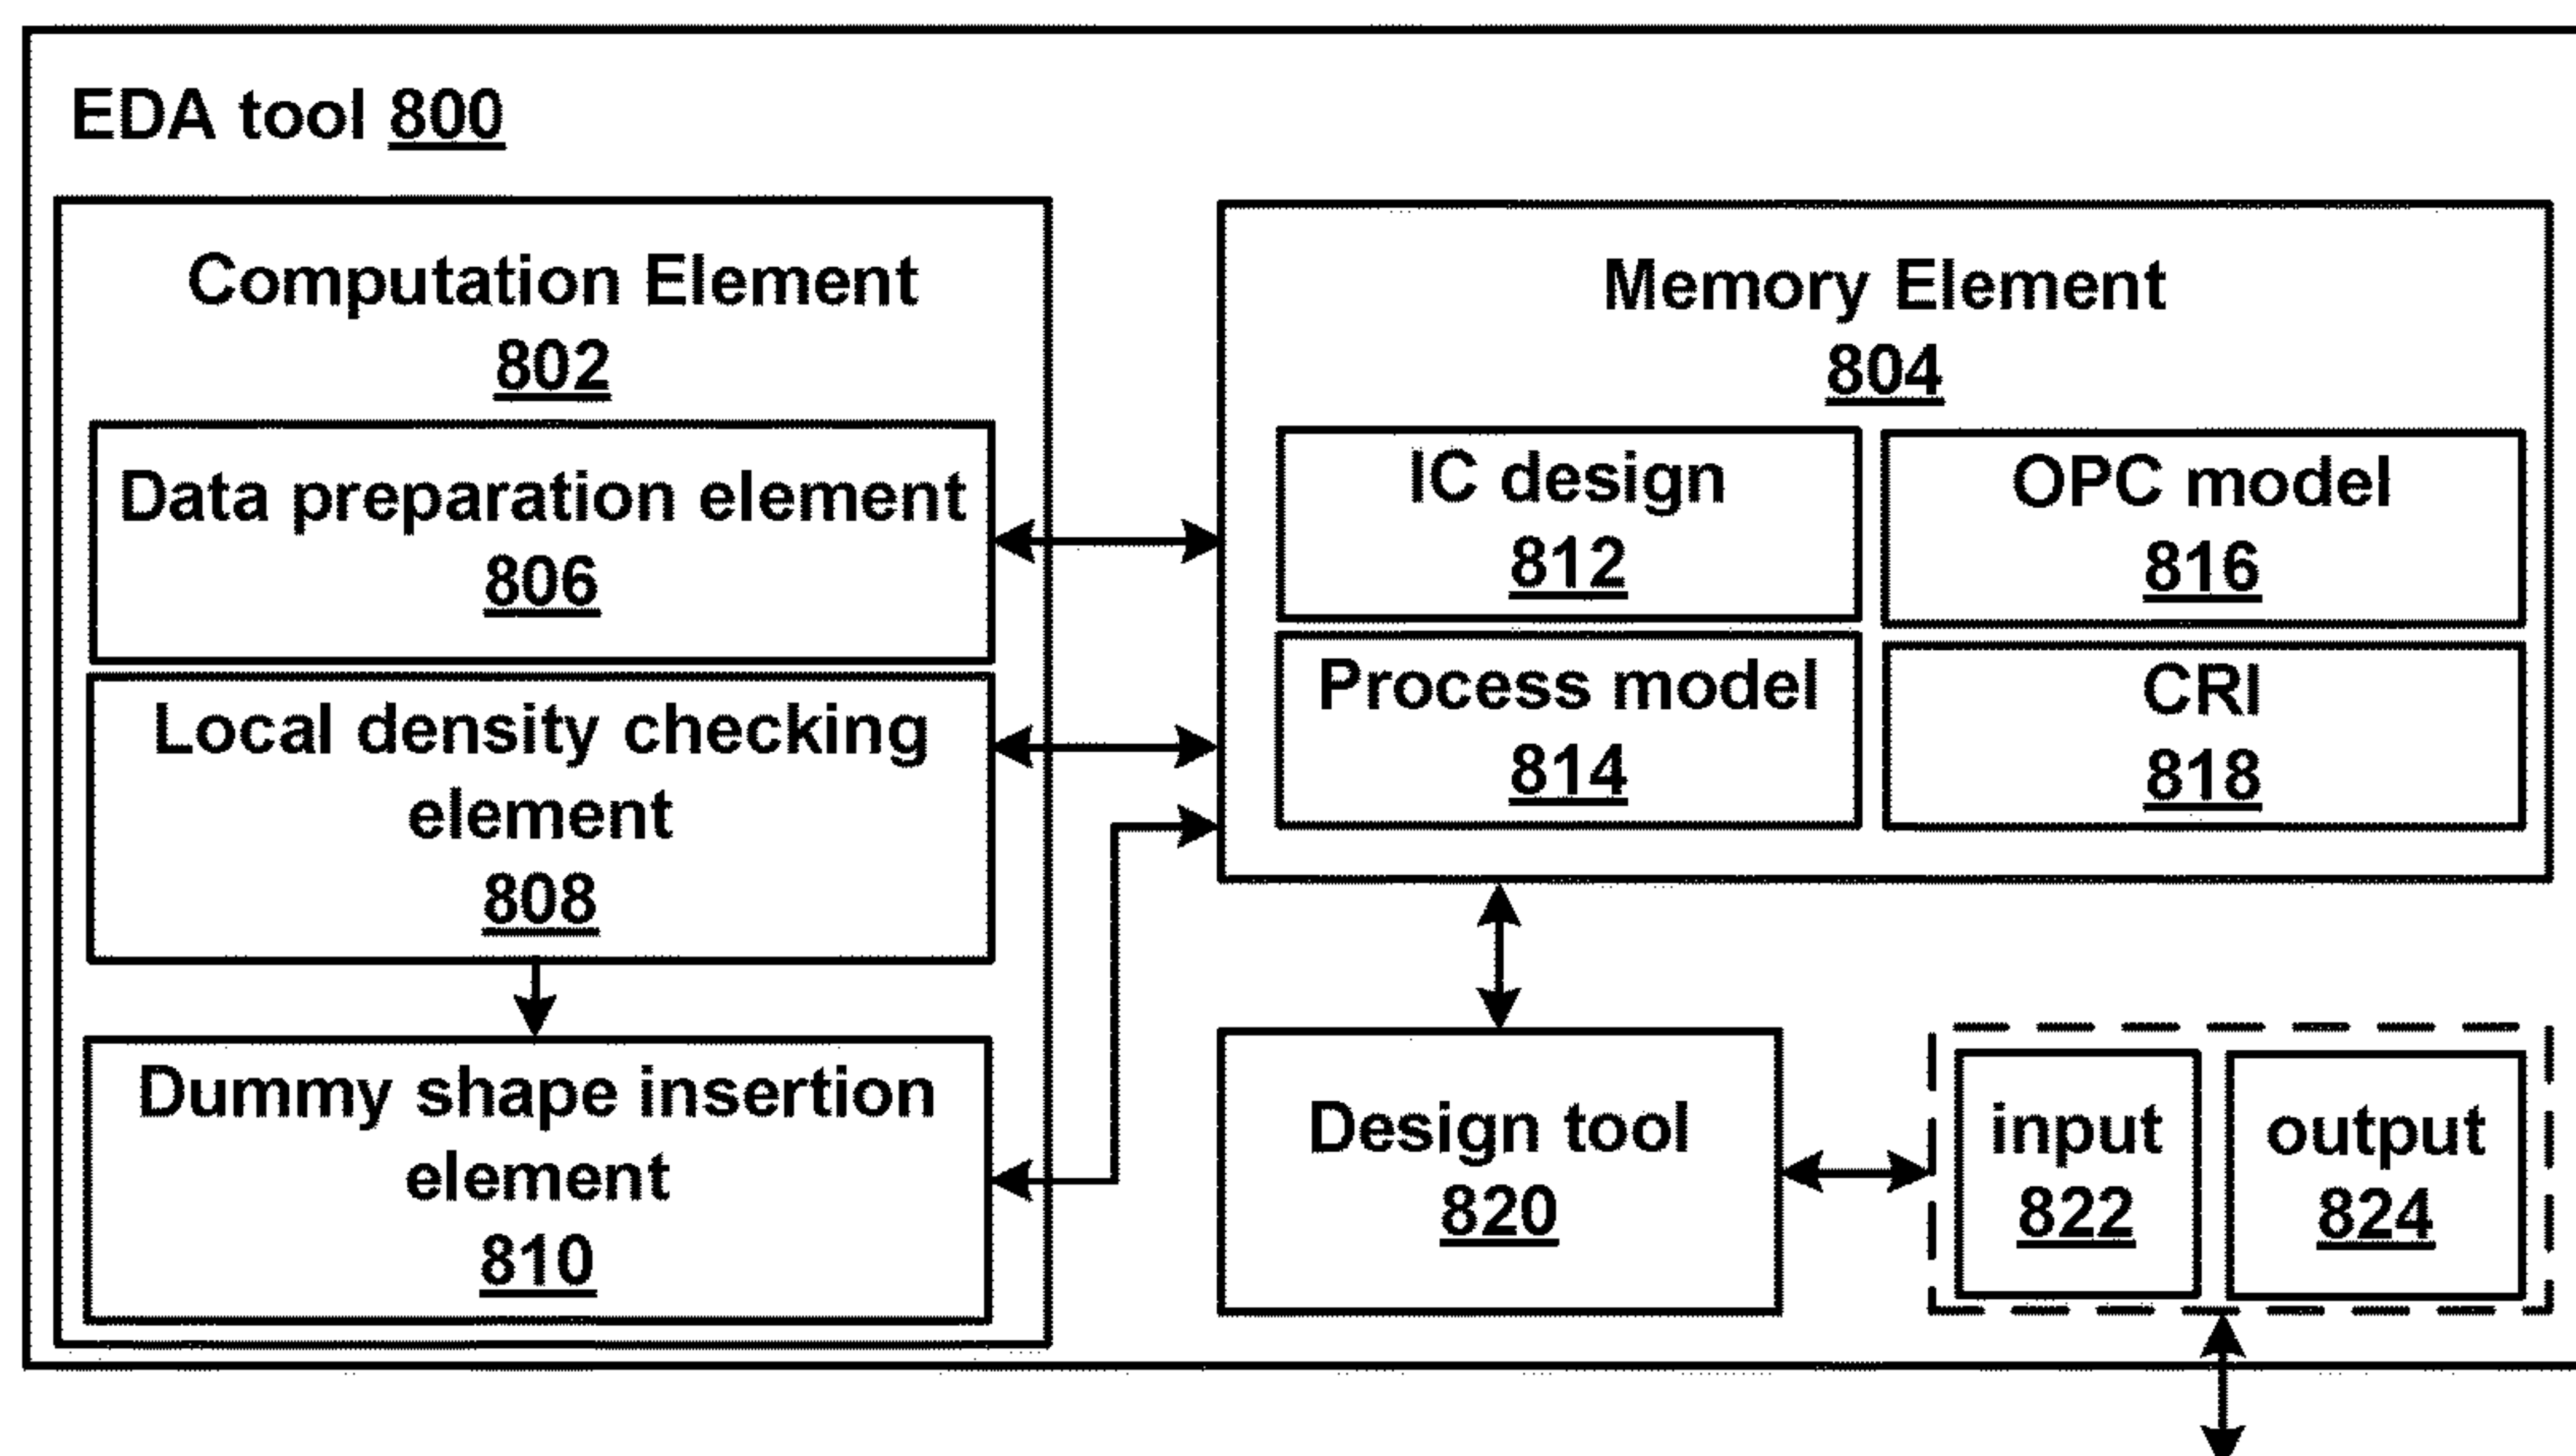 EDA tool 800
Computation Element
802
Data preparation element
806
Local density checking
element
808
Dummy shape insertion
element
810
Memory Element
804
IC design
812
OPC model
816
Process model
814
CRI
818
Design tool
820
input
822
output
824